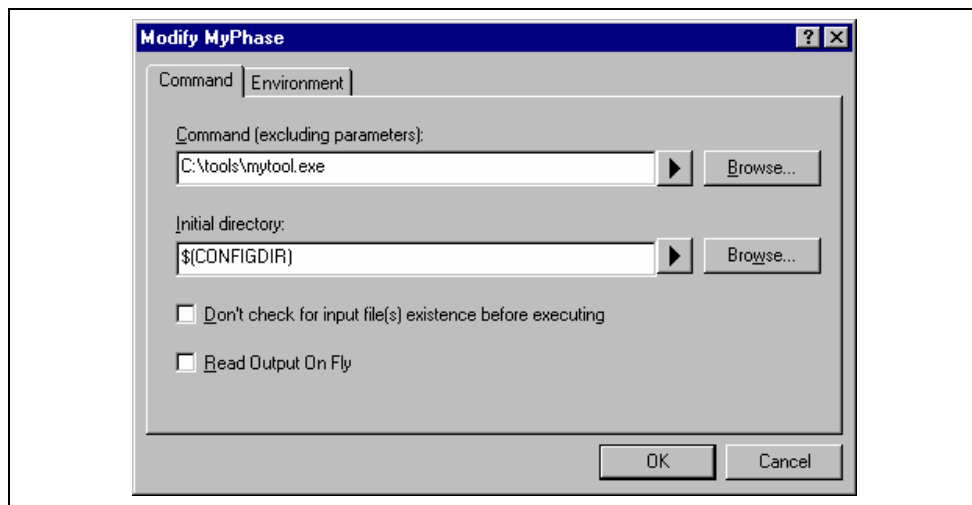 Modify MyPhase
Command Environment
Command (excluding parameters):
C:\tools\mytool.exe
Browse...
Initial directory:
$(CONFIGDIR)
Browse...
Don't check for input file(s) existence before executing
Read Output On Fly
OK Cancel